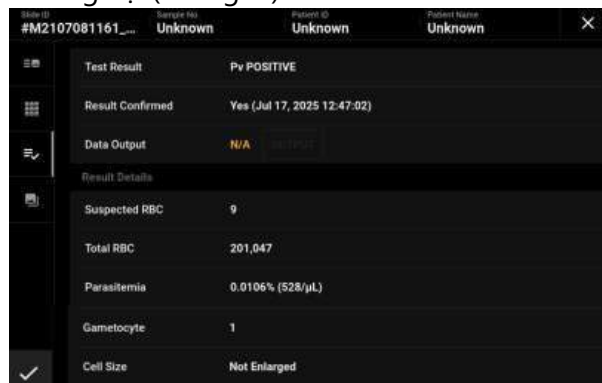 Slide ID Sample No Patient ID Patient Name
#M2107081161_... Unknown Unknown Unknown
Test Result Pv POSITIVE
Result Confirmed Yes (Jul 17, 2025 12:47:02)
Data Output N/A OUTPUT
Result Details
Suspected RBC 9
Total RBC 201,047
Parasitemia 0.0106% (528/µL)
Gametocyte 1
Cell Size Not Enlarged